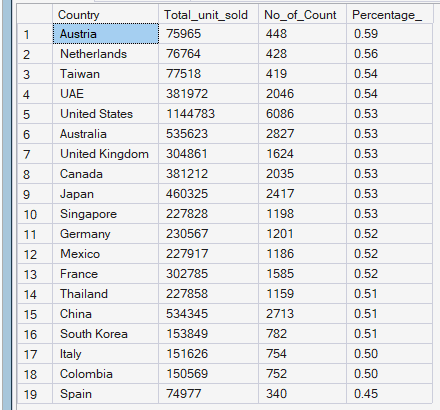 Country Total_unit_sold No_of_Count Percentage_
1 Austria 75965 448 0.59
2 Netherlands 76764 428 0.56
3 Taiwan 77518 419 0.54
4 UAE 381972 2046 0.54
5 United States 1144783 6086 0.53
6 Australia 535623 2827 0.53
7 United Kingdom 304861 1624 0.53
8 Canada 381212 2035 0.53
9 Japan 460325 2417 0.53
10 Singapore 227828 1198 0.53
11 Germany 230567 1201 0.52
12 Mexico 227917 1186 0.52
13 France 302785 1585 0.52
14 Thailand 227858 1159 0.51
15 China 534345 2713 0.51
16 South Korea 153849 782 0.51
17 Italy 151626 754 0.50
18 Colombia 150569 752 0.50
19 Spain 74977 340 0.45